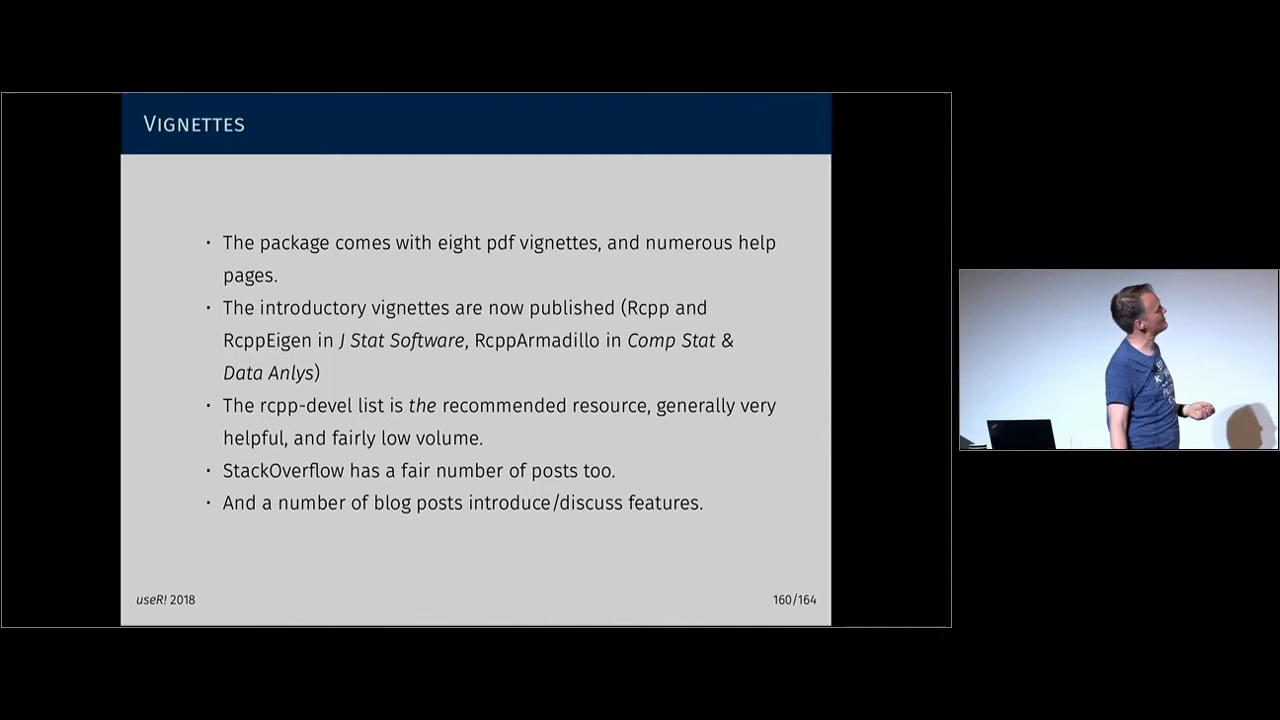 VIGNETTES
· The package comes with eight pdf vignettes, and numerous help
pages.
· The introductory vignettes are now published (Rcpp and
RcppEigen in J Stat Software, RcppArmadillo in Comp Stat &
Data Anlys)
· The rcpp-devel list is the recommended resource, generally very
helpful, and fairly low volume.
· StackOverflow has a fair number of posts too.
· And a number of blog posts introduce/discuss features.
useR! 2018
160/164